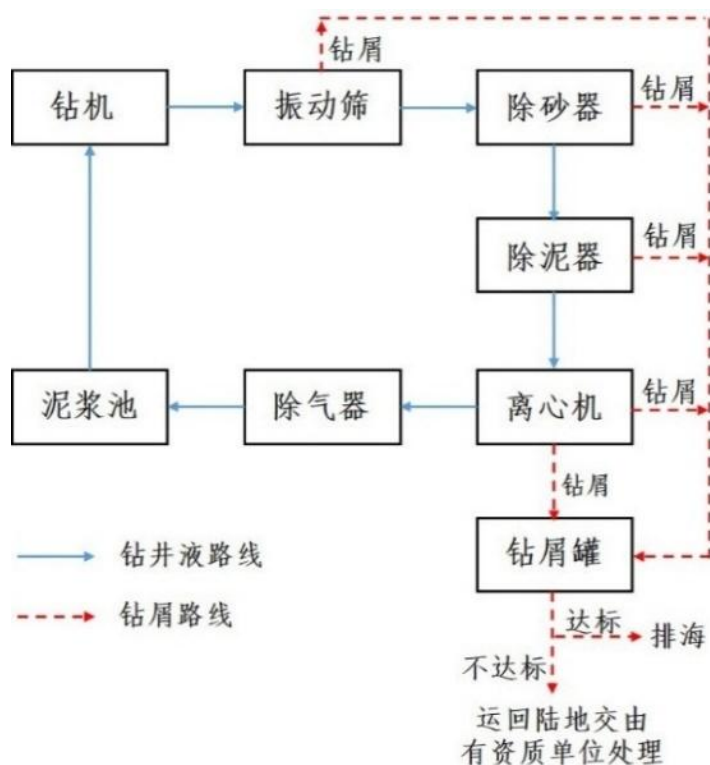 钻屑
钻机
振动筛
除砂器
钻屑
除泥器
钻屑
泥浆池
除气器
离心机
钻屑
钻屑
钻井液路线
钻屑罐
钻屑路线
达标
排海
不达标
运回陆地交由
有资质单位处理